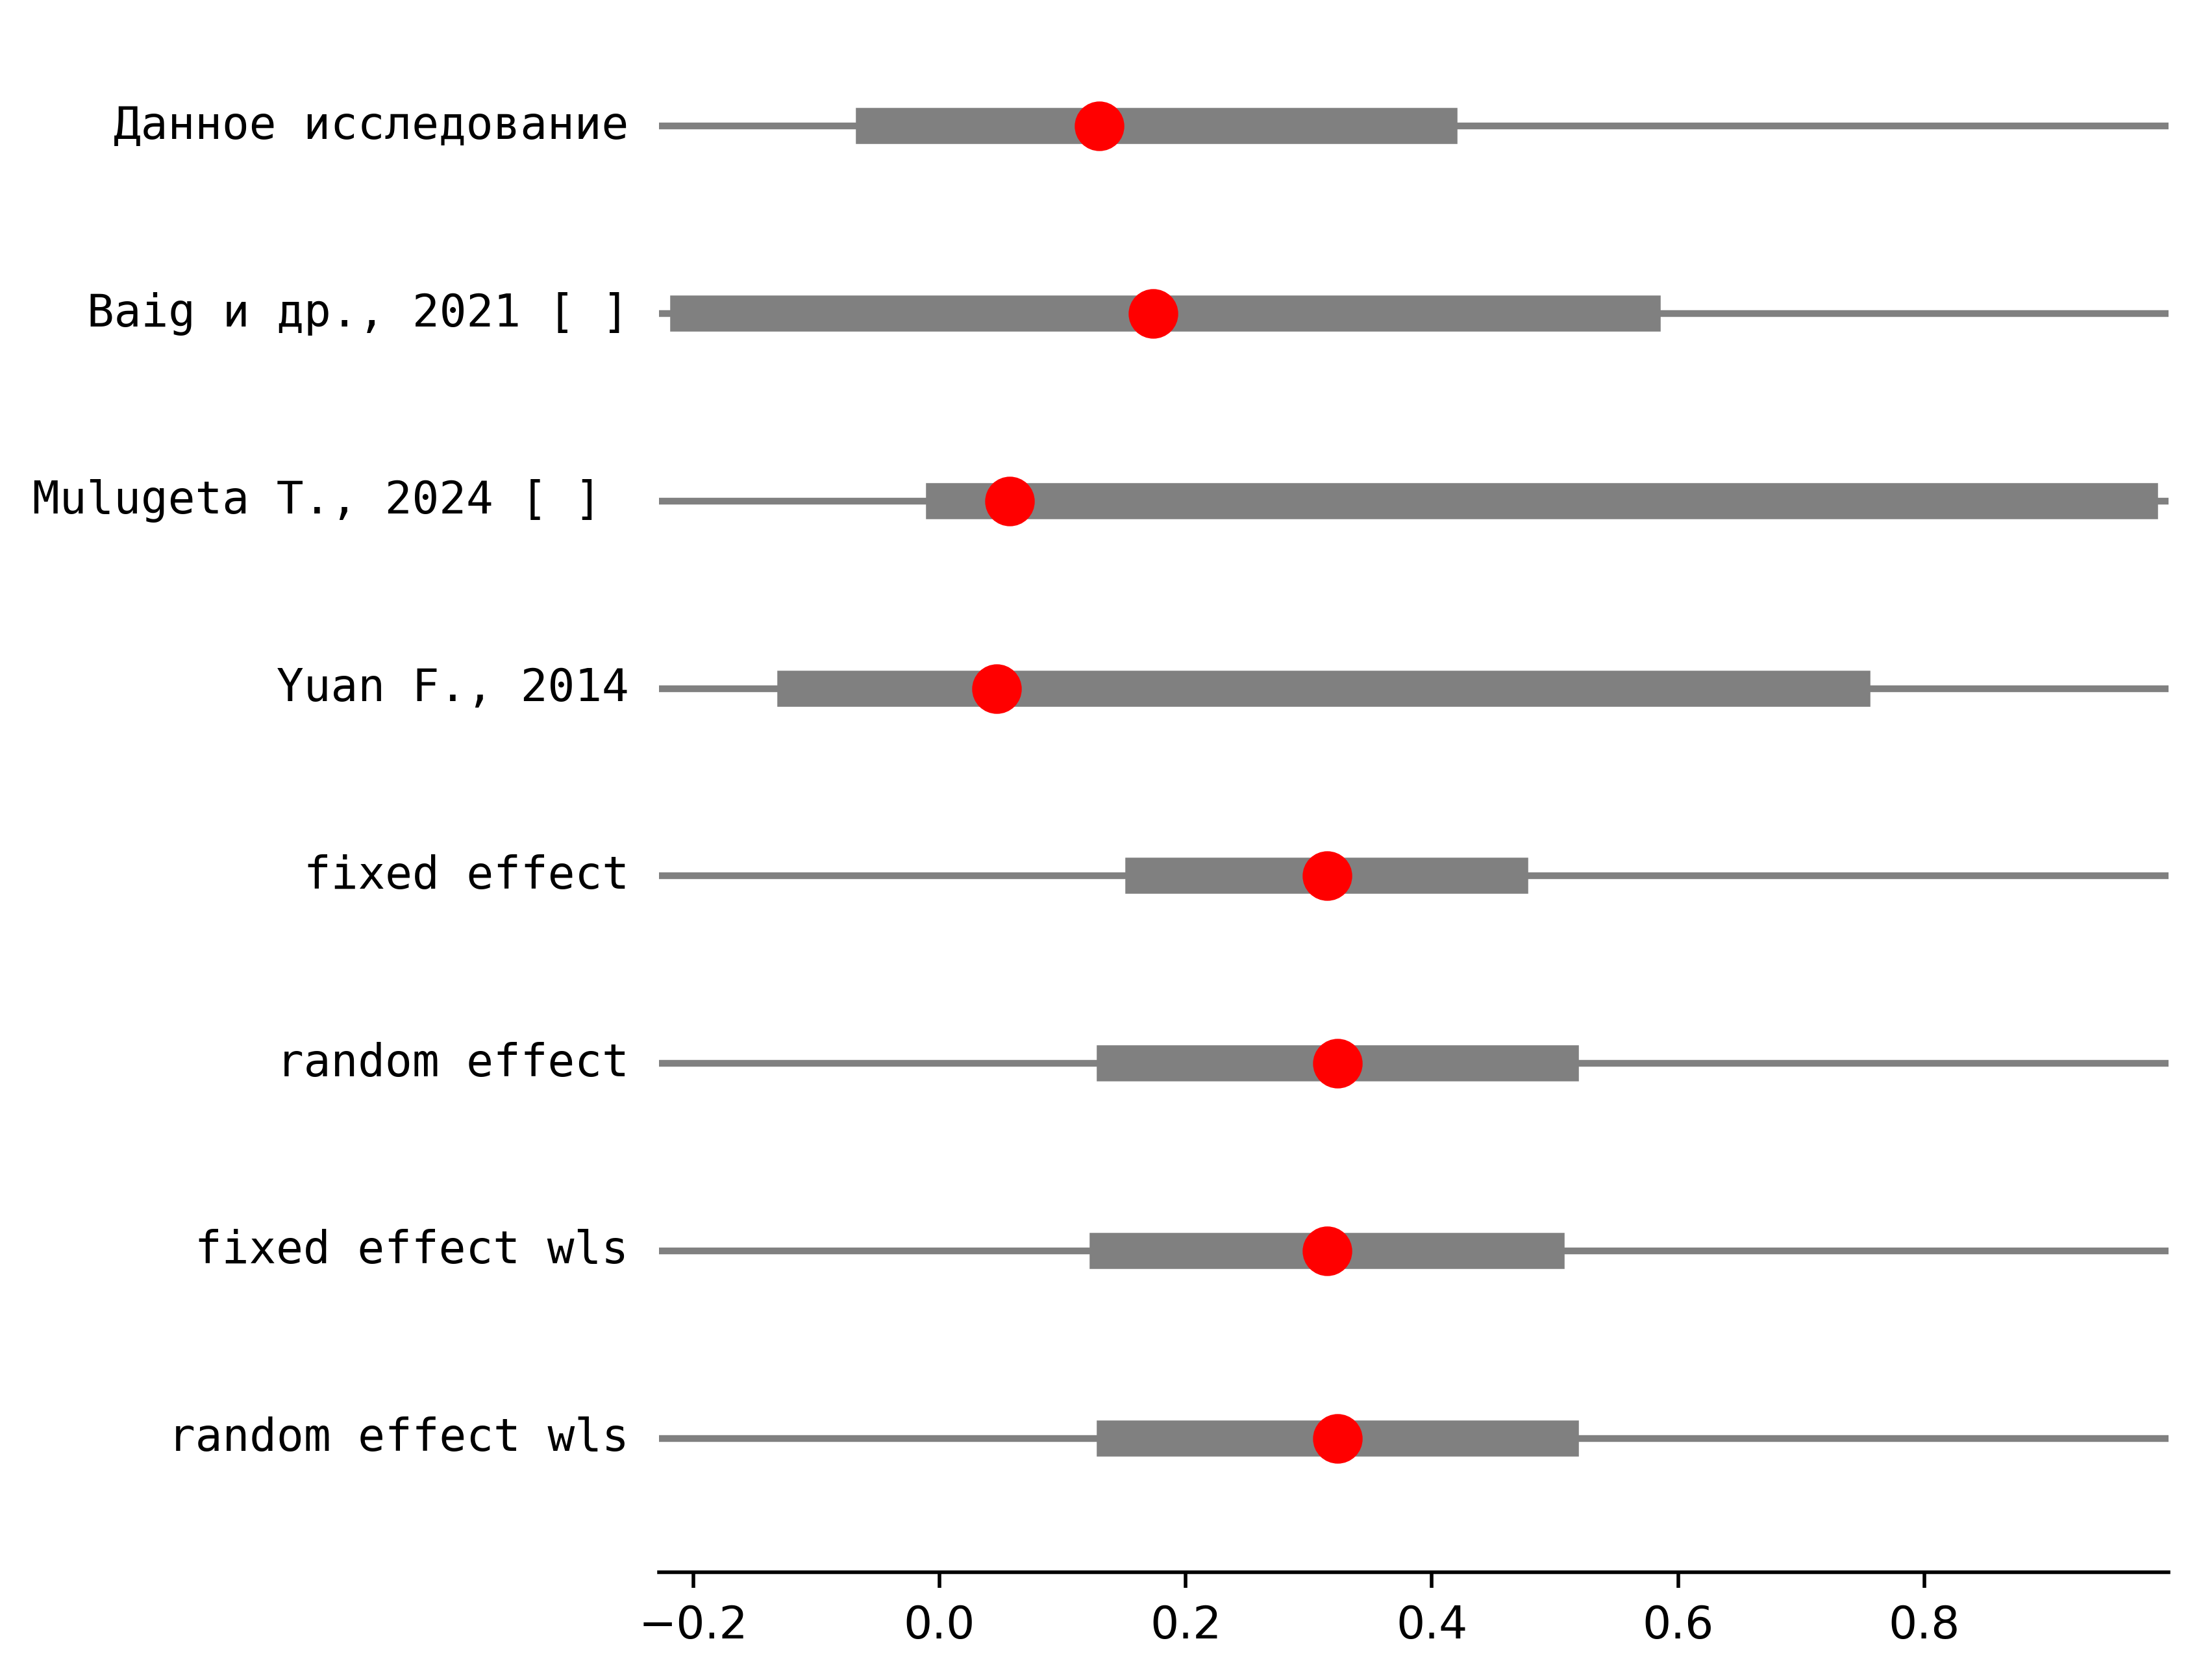 Данное исследование
Baig и др., 2021 [ ]
Mulugeta T., 2024 [ ]
Yuan F., 2014
fixed effect
random effect
fixed effect wls
random effect wls
−0.2 0.0 0.2 0.4 0.6 0.8